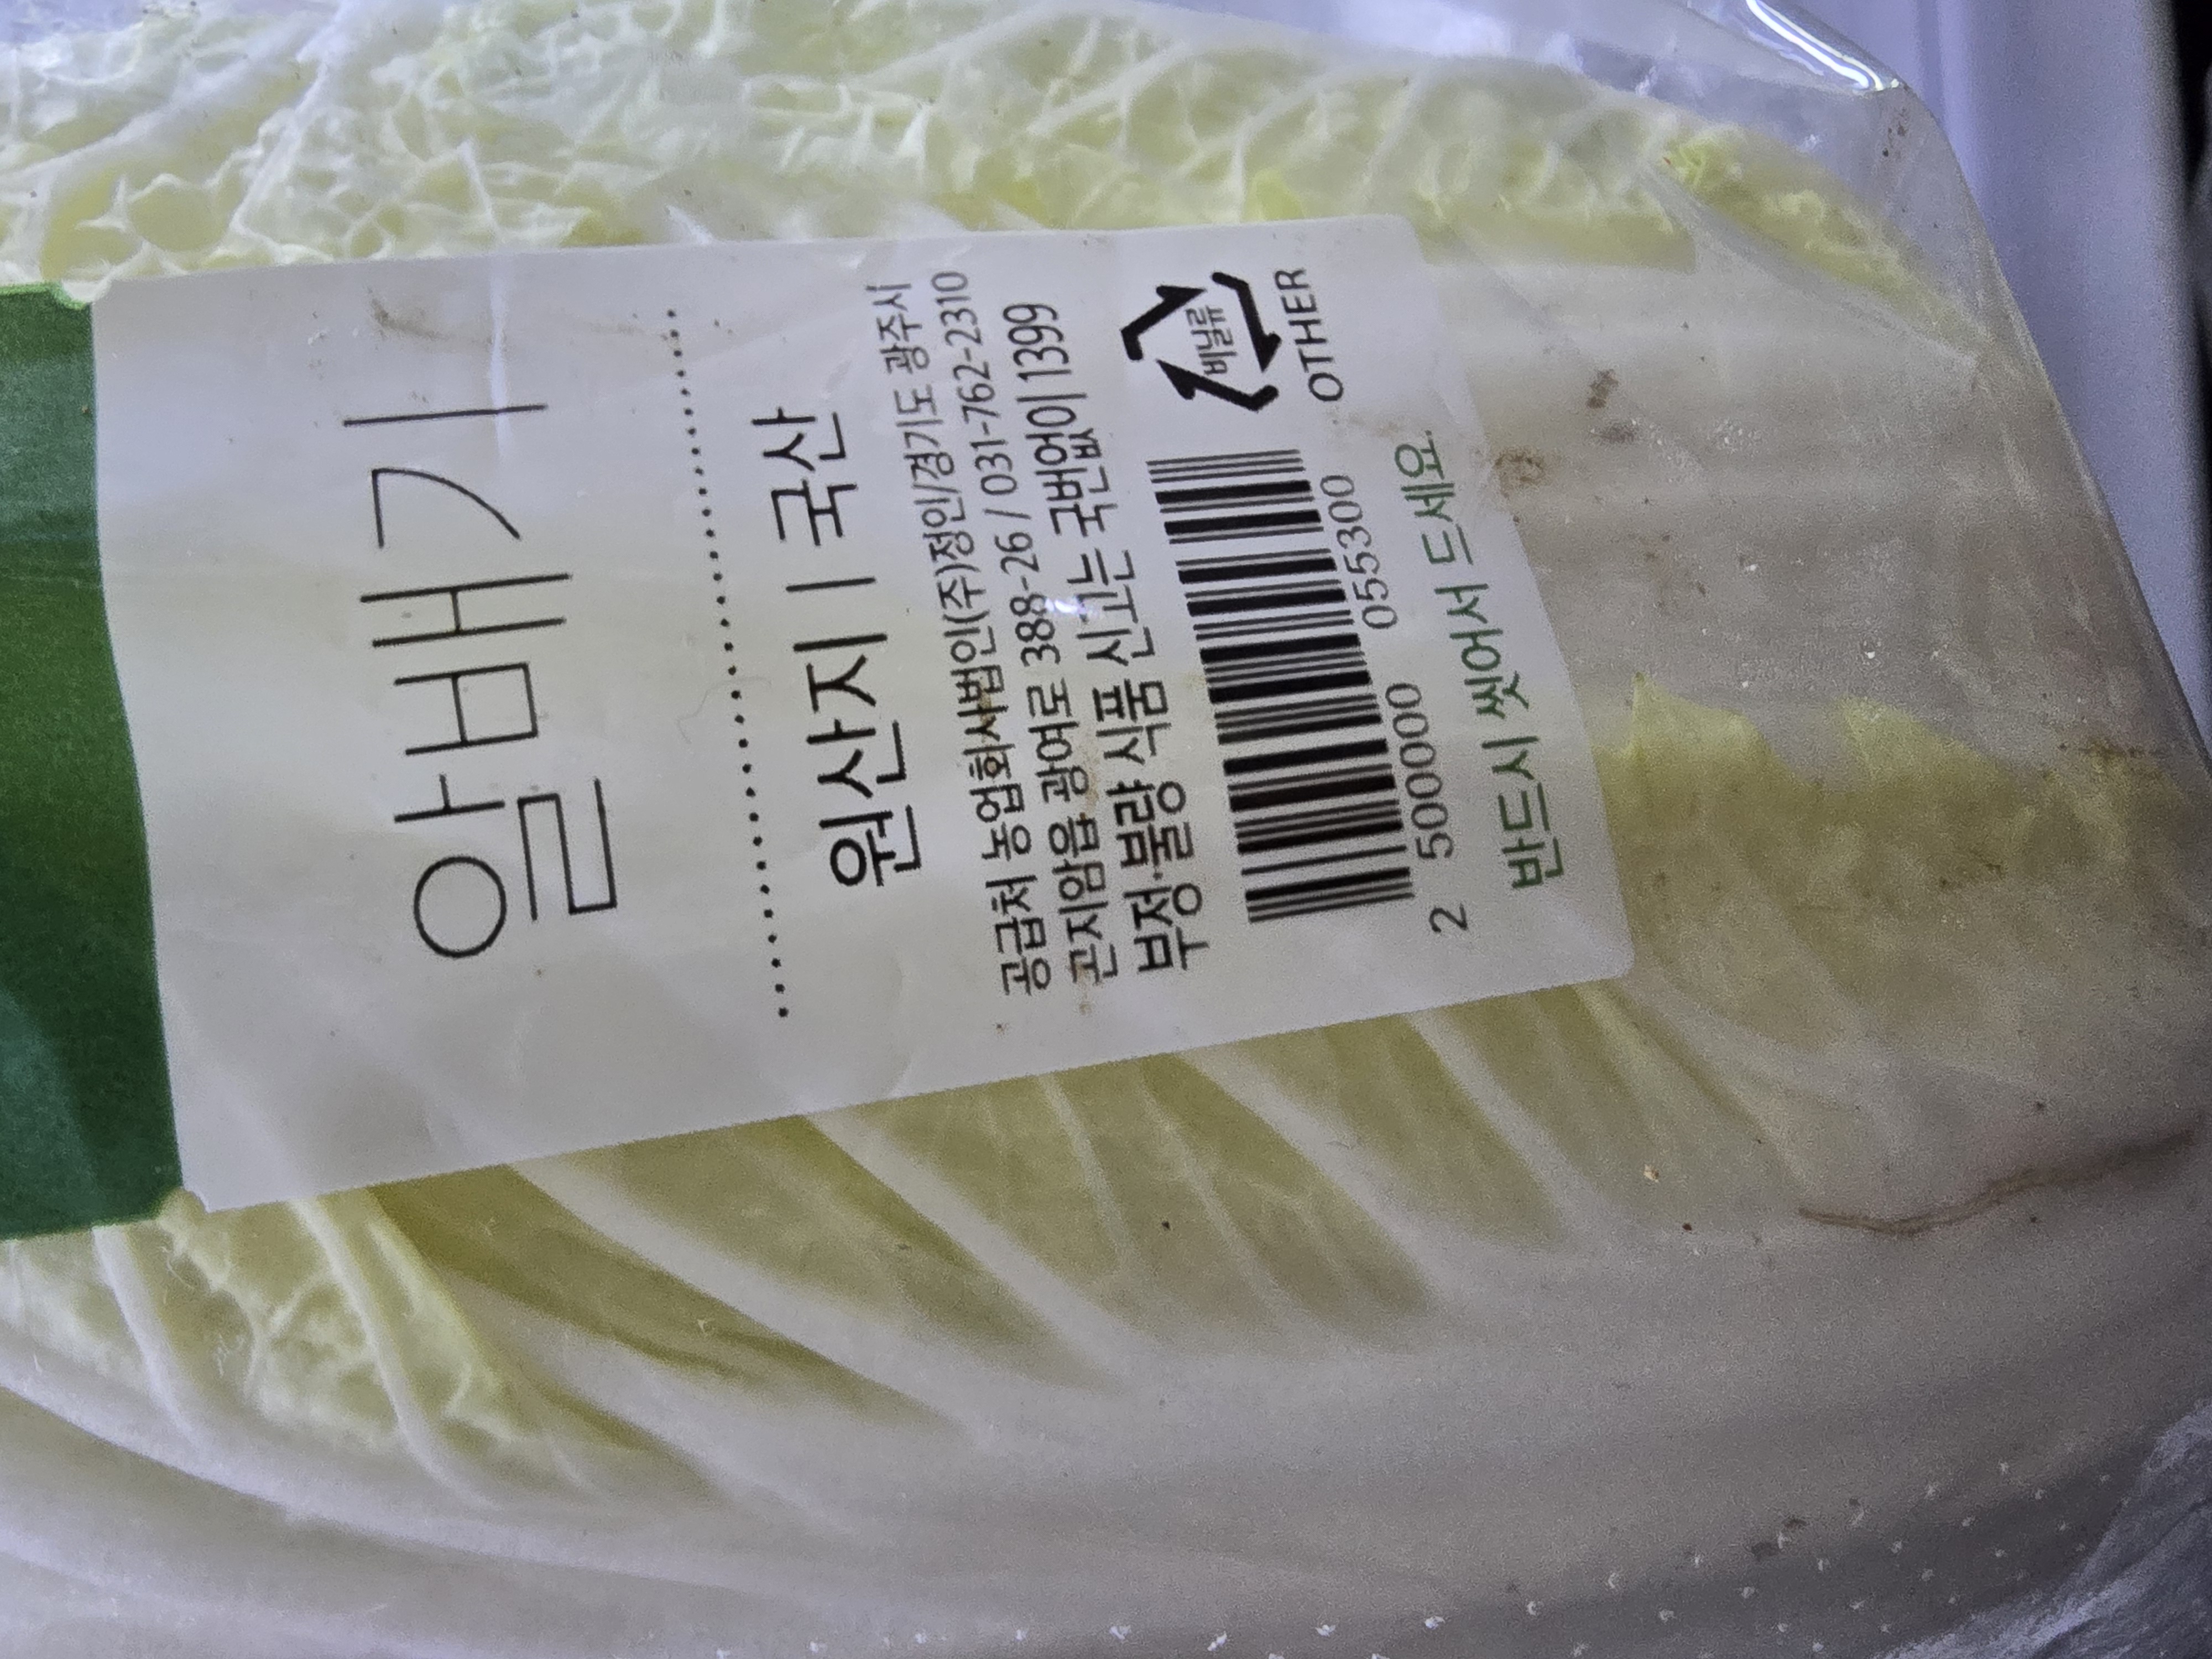 알배기
원산지 | 국산
공급처 농업회사법인(주)정인/경기도 광주시
곤지암읍 광여로 388-26 / 031-762-2310
부정·불량 식품 신고는 국번없이 1399
비닐류
OTHER
2 500000 055300
반드시 씻어서 드세요.